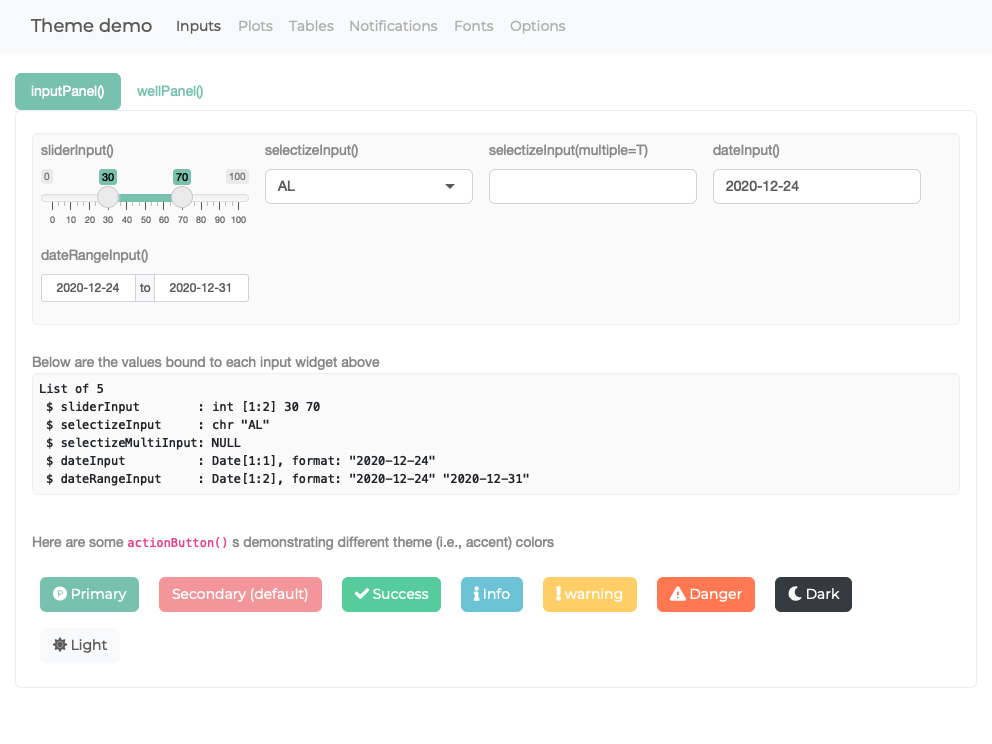 Theme demo Inputs Plots Tables Notifications Fonts Options
inputPanel() wellPanel()
sliderInput() selectizeInput() selectizeInput(multiple=T) dateInput()
0 30 70 100
AL
2020-12-24
0 10 20 30 40 50 60 70 80 90 100
dateRangeInput()
2020-12-24 to 2020-12-31
Below are the values bound to each input widget above
List of 5
$ sliderInput : int [1:2] 30 70
$ selectizeInput : chr "AL"
$ selectizeMultiInput: NULL
$ dateInput : Date[1:1], format: "2020-12-24"
$ dateRangeInput : Date[1:2], format: "2020-12-24" "2020-12-31"
Here are some actionButton() s demonstrating different theme (i.e., accent) colors
Primary Secondary (default) Success Info warning Danger Dark
Light